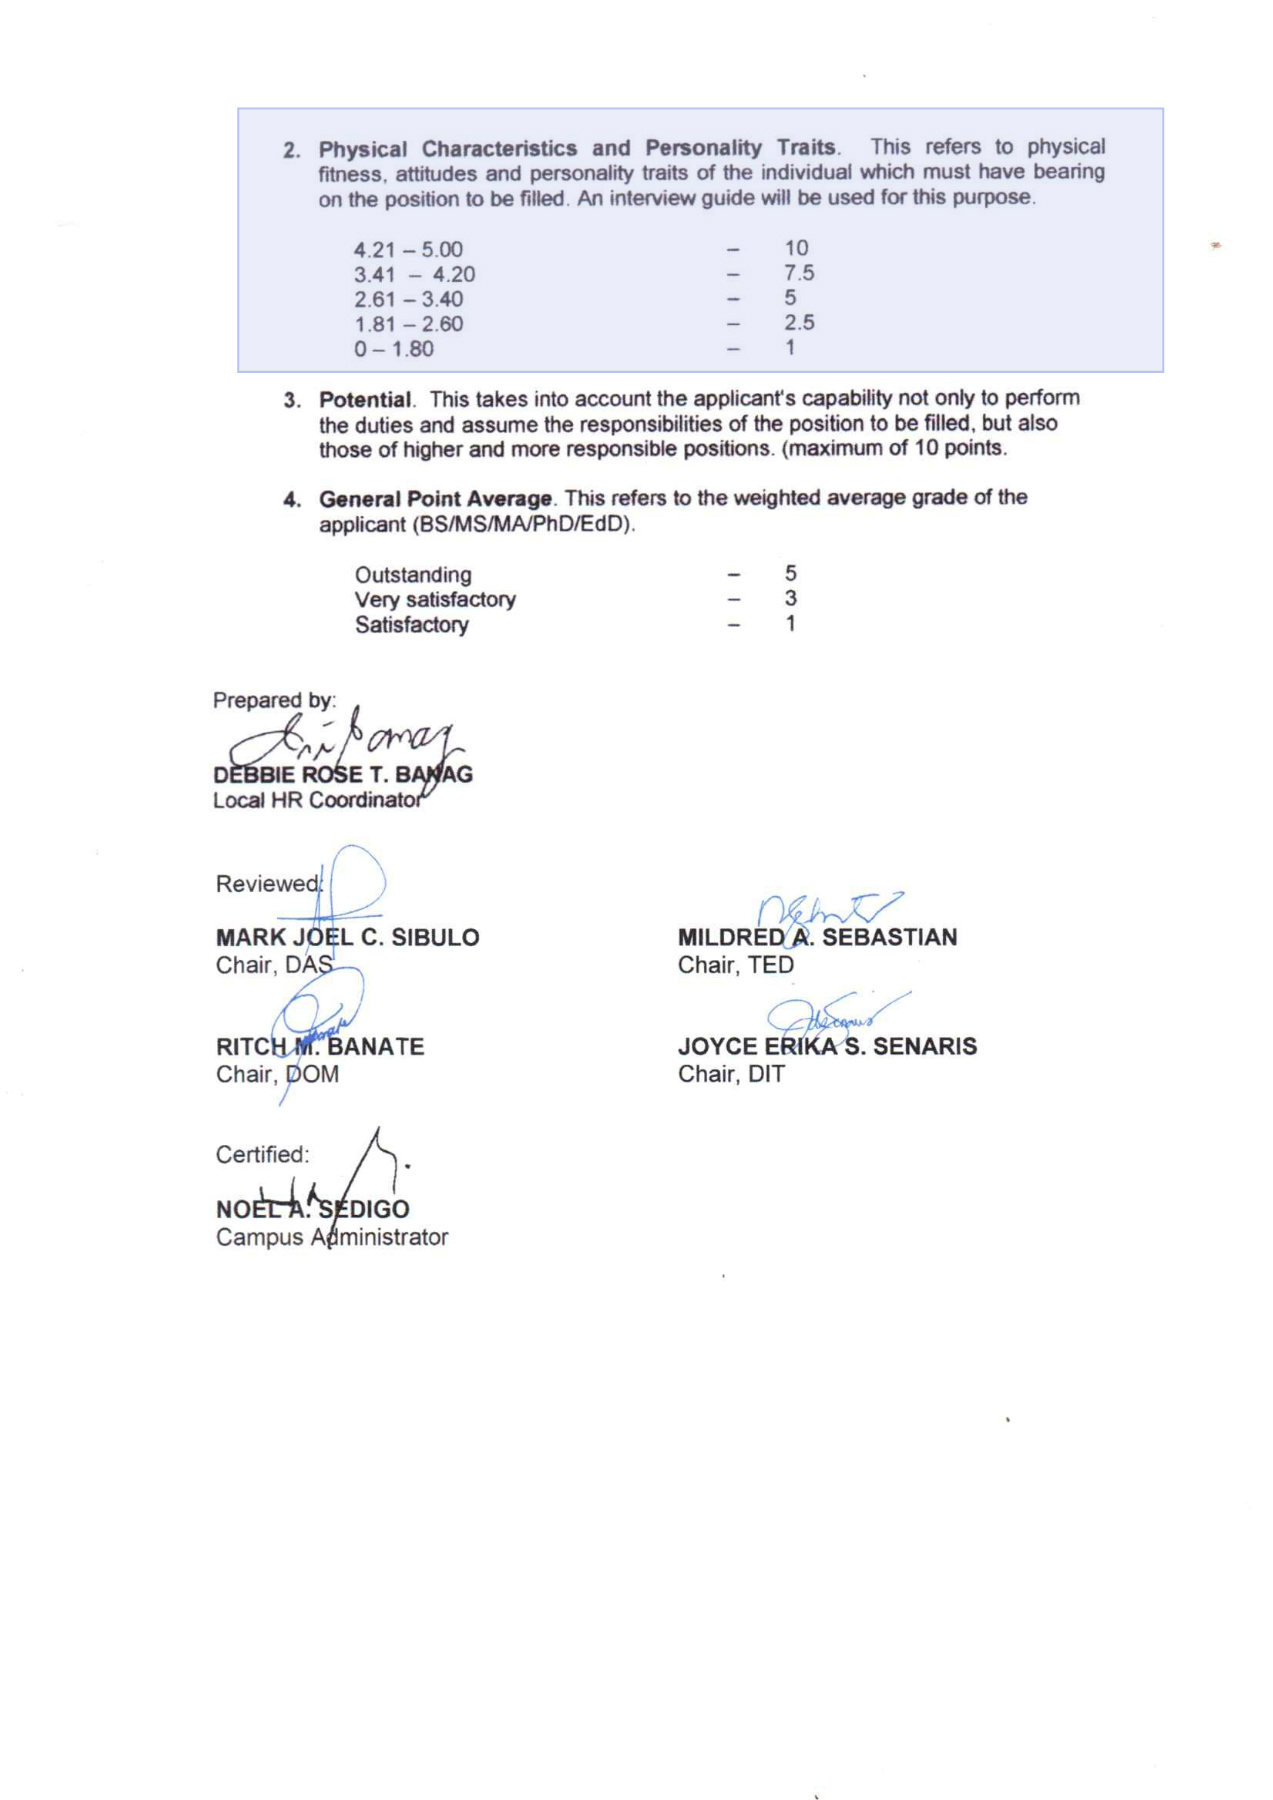 2. Physical Characteristics and Personality Traits. This refers to physical
fitness, attitudes and personality traits of the individual which must have bearing
on the position to be filled. An interview guide will be used for this purpose.
4.21 – 5.00 – 10
3.41 – 4.20 – 7.5
2.61 – 3.40 – 5
1.81 – 2.60 – 2.5
0 – 1.80 – 1
3. Potential. This takes into account the applicant's capability not only to perform
the duties and assume the responsibilities of the position to be filled, but also
those of higher and more responsible positions. (maximum of 10 points.
4. General Point Average. This refers to the weighted average grade of the
applicant (BS/MS/MA/PhD/EdD).
Outstanding – 5
Very satisfactory – 3
Satisfactory – 1
Prepared by:
DEBBIE ROSE T. BANAG
Local HR Coordinator
Reviewed:
MARK JOEL C. SIBULO MILDRED A. SEBASTIAN
Chair, DAS Chair, TED
RITCH M. BANATE JOYCE ERIKA S. SENARIS
Chair, DOM Chair, DIT
Certified:
NOEL A. SEDIGO
Campus Administrator